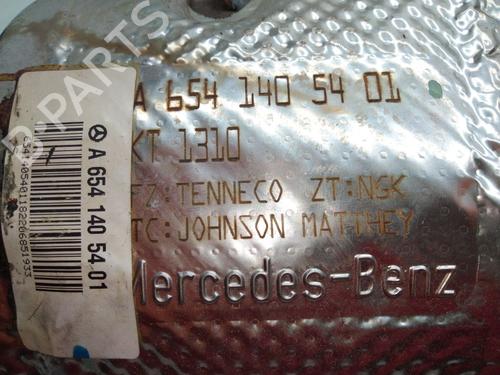 A 654 140 54 01
KT 1310
FZ:TENNECO ZT:NGK
TC:JOHNSON MATTHEY
Mercedes-Benz
A 654 140 54 01